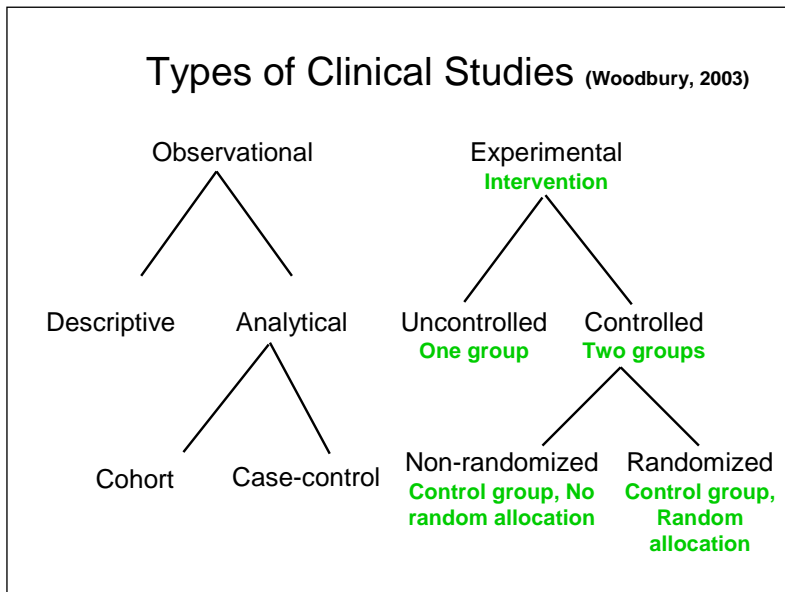 Types of Clinical Studies (Woodbury, 2003)
Observational
Experimental
Intervention
Descriptive
Analytical
Uncontrolled
One group
Controlled
Two groups
Cohort
Case-control
Non-randomized
Control group, No
random allocation
Randomized
Control group,
Random
allocation